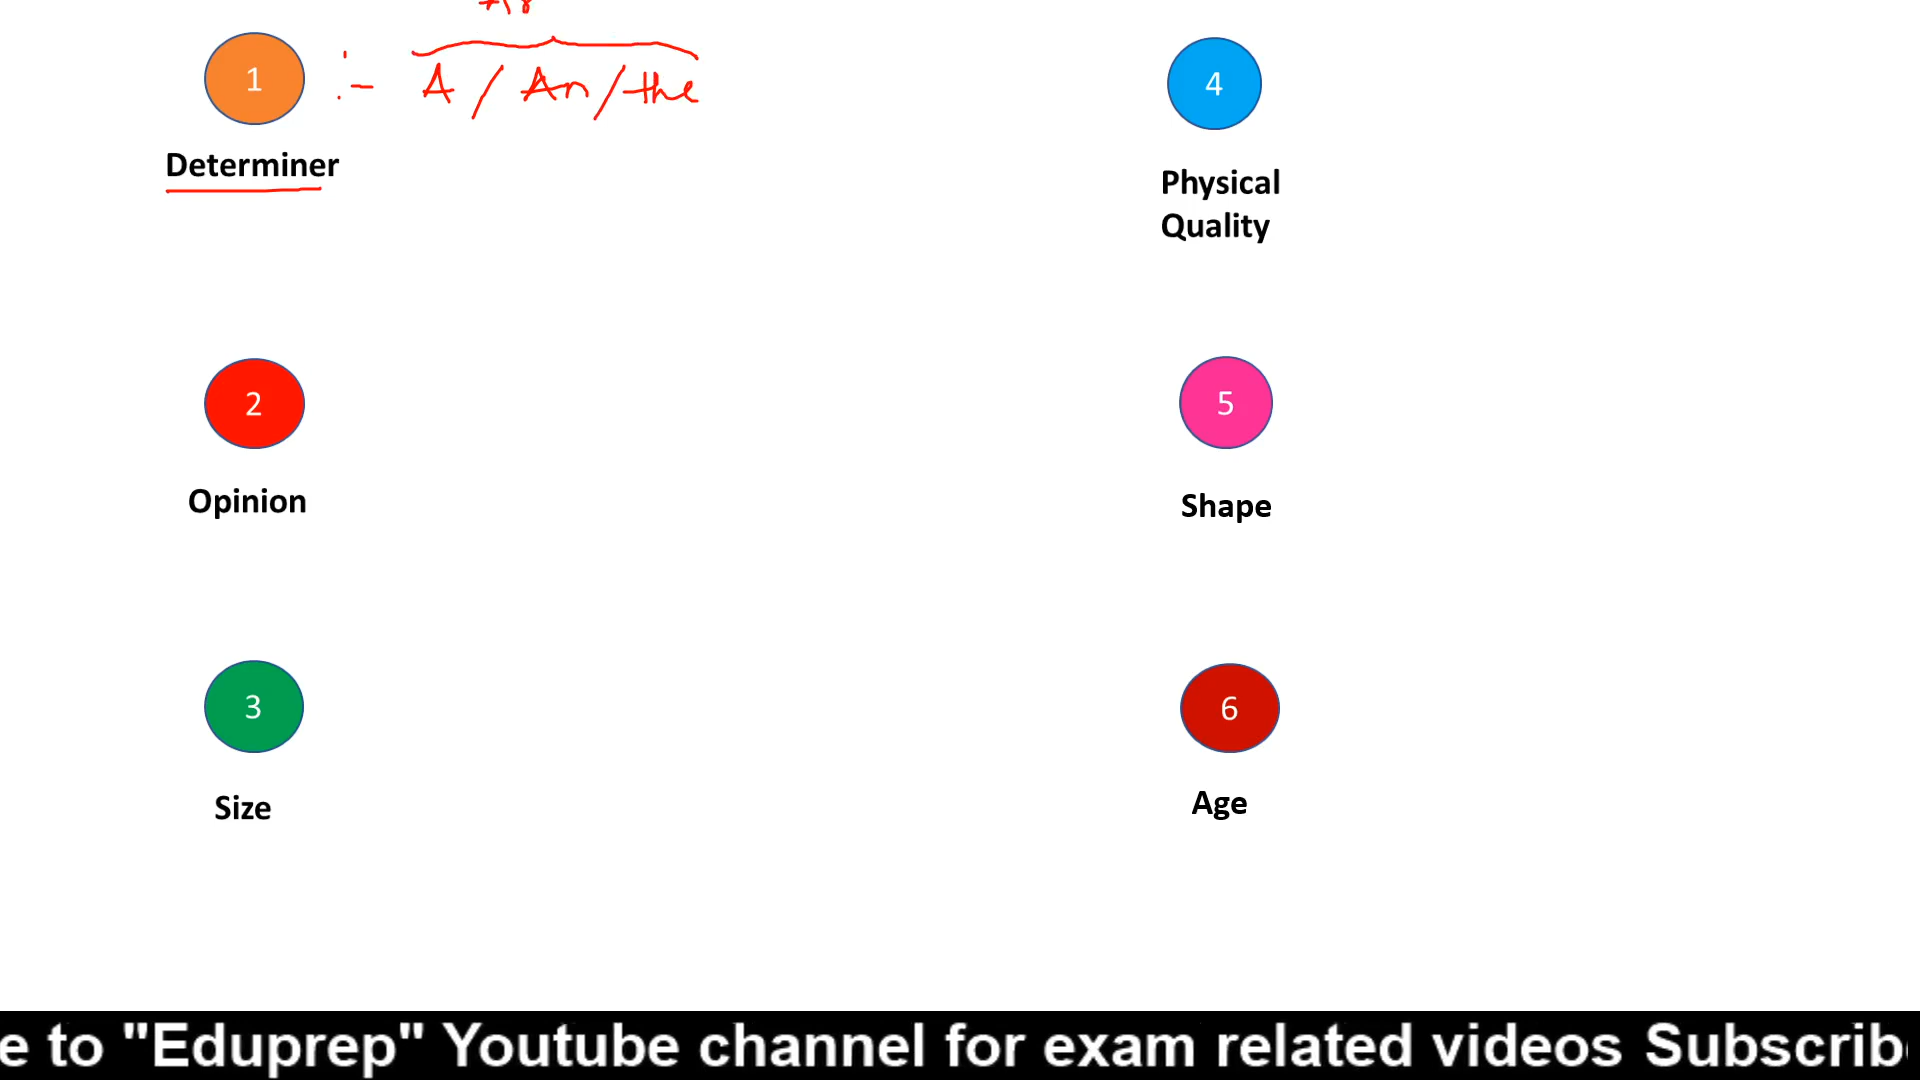 1 :- A / An / the
Determiner
2
Opinion
3
Size
4
Physical
Quality
5
Shape
6
Age
e to "Eduprep" Youtube channel for exam related videos Subscrib